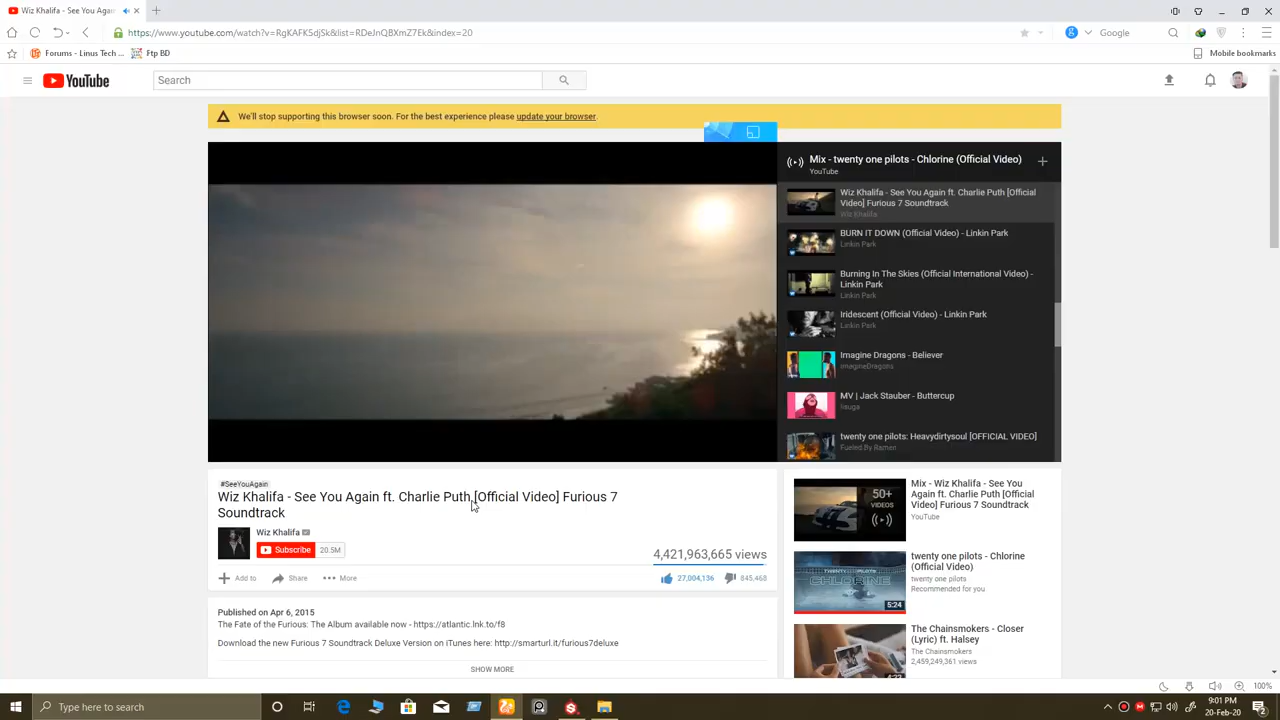 Wiz Khalifa - See You Again
https://www.youtube.com/watch?v=RgKAFK5djSk&list=RDeJnQBXmZ7Ek&index=20
Google
Forums - Linus Tech ...
Ftp BD
Mobile bookmarks
YouTube
Search
We'll stop supporting this browser soon. For the best experience please update your browser.
Mix - twenty one pilots - Chlorine (Official Video)
YouTube
Wiz Khalifa - See You Again ft. Charlie Puth [Official
Video] Furious 7 Soundtrack
Wiz Khalifa
BURN IT DOWN (Official Video) - Linkin Park
Linkin Park
Burning In The Skies (Official International Video) -
Linkin Park
Linkin Park
Iridescent (Official Video) - Linkin Park
Linkin Park
Imagine Dragons - Believer
ImagineDragons
MV | Jack Stauber - Buttercup
twenty one pilots: Heavydirtysoul [OFFICIAL VIDEO]
Fueled By Ramen
#SeeYouAgain
Wiz Khalifa - See You Again ft. Charlie Puth [Official Video] Furious 7
Soundtrack
Wiz Khalifa
Subscribe 20.5M
4,421,963,665 views
Add to Share More
27,004,136 845,468
Published on Apr 6, 2015
The Fate of the Furious: The Album available now - https://atlantic.lnk.to/f8
Download the new Furious 7 Soundtrack Deluxe Version on iTunes here: http://smarturl.it/furious7deluxe
SHOW MORE
50+
VIDEOS
Mix - Wiz Khalifa - See You
Again ft. Charlie Puth [Official
Video] Furious 7 Soundtrack
YouTube
TWENTY ONE PILOTS
CHLORINE
5:24
twenty one pilots - Chlorine
(Official Video)
twenty one pilots
Recommended for you
4:23
The Chainsmokers - Closer
(Lyric) ft. Halsey
The Chainsmokers
2,459,249,361 views
100%
Type here to search
9:01 PM